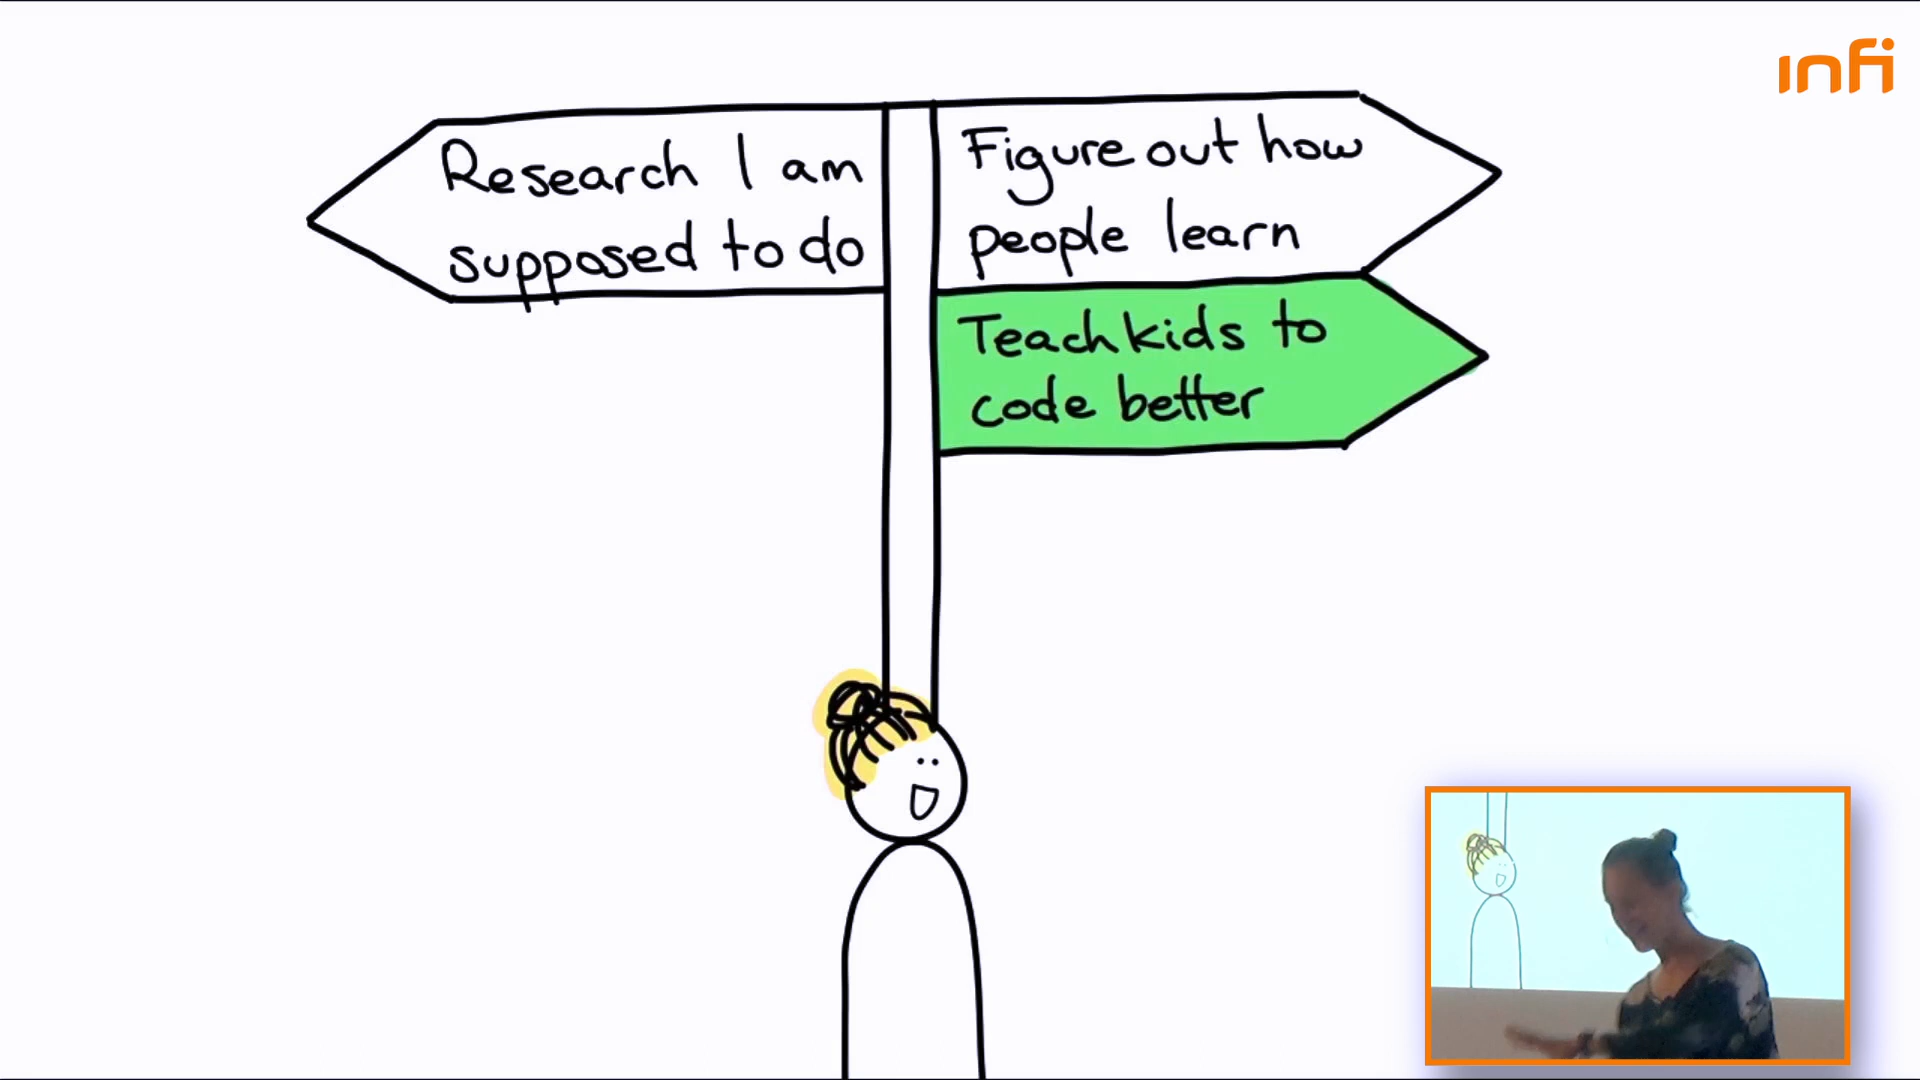 infi
Research I am
supposed to do
Figure out how
people learn
Teach kids to
code better